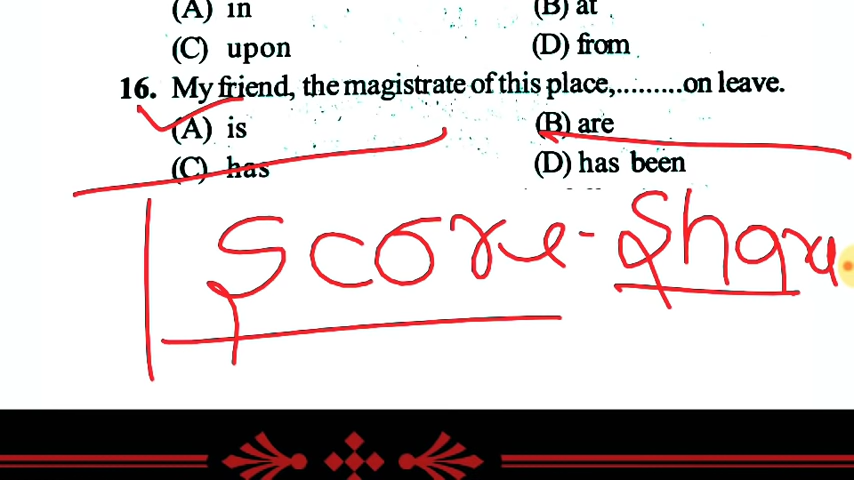 (A) in (B) at
(C) upon (D) from
16. My friend, the magistrate of this place,.........on leave.
(A) is (B) are
(C) has (D) has been
Score - Share